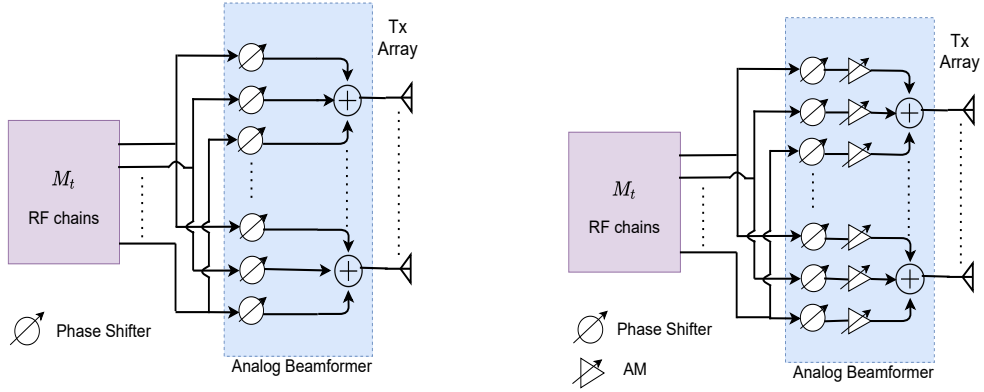 Tx
Array
M_t
RF chains
Phase Shifter
Analog Beamformer
Tx
Array
M_t
RF chains
Phase Shifter
AM
Analog Beamformer